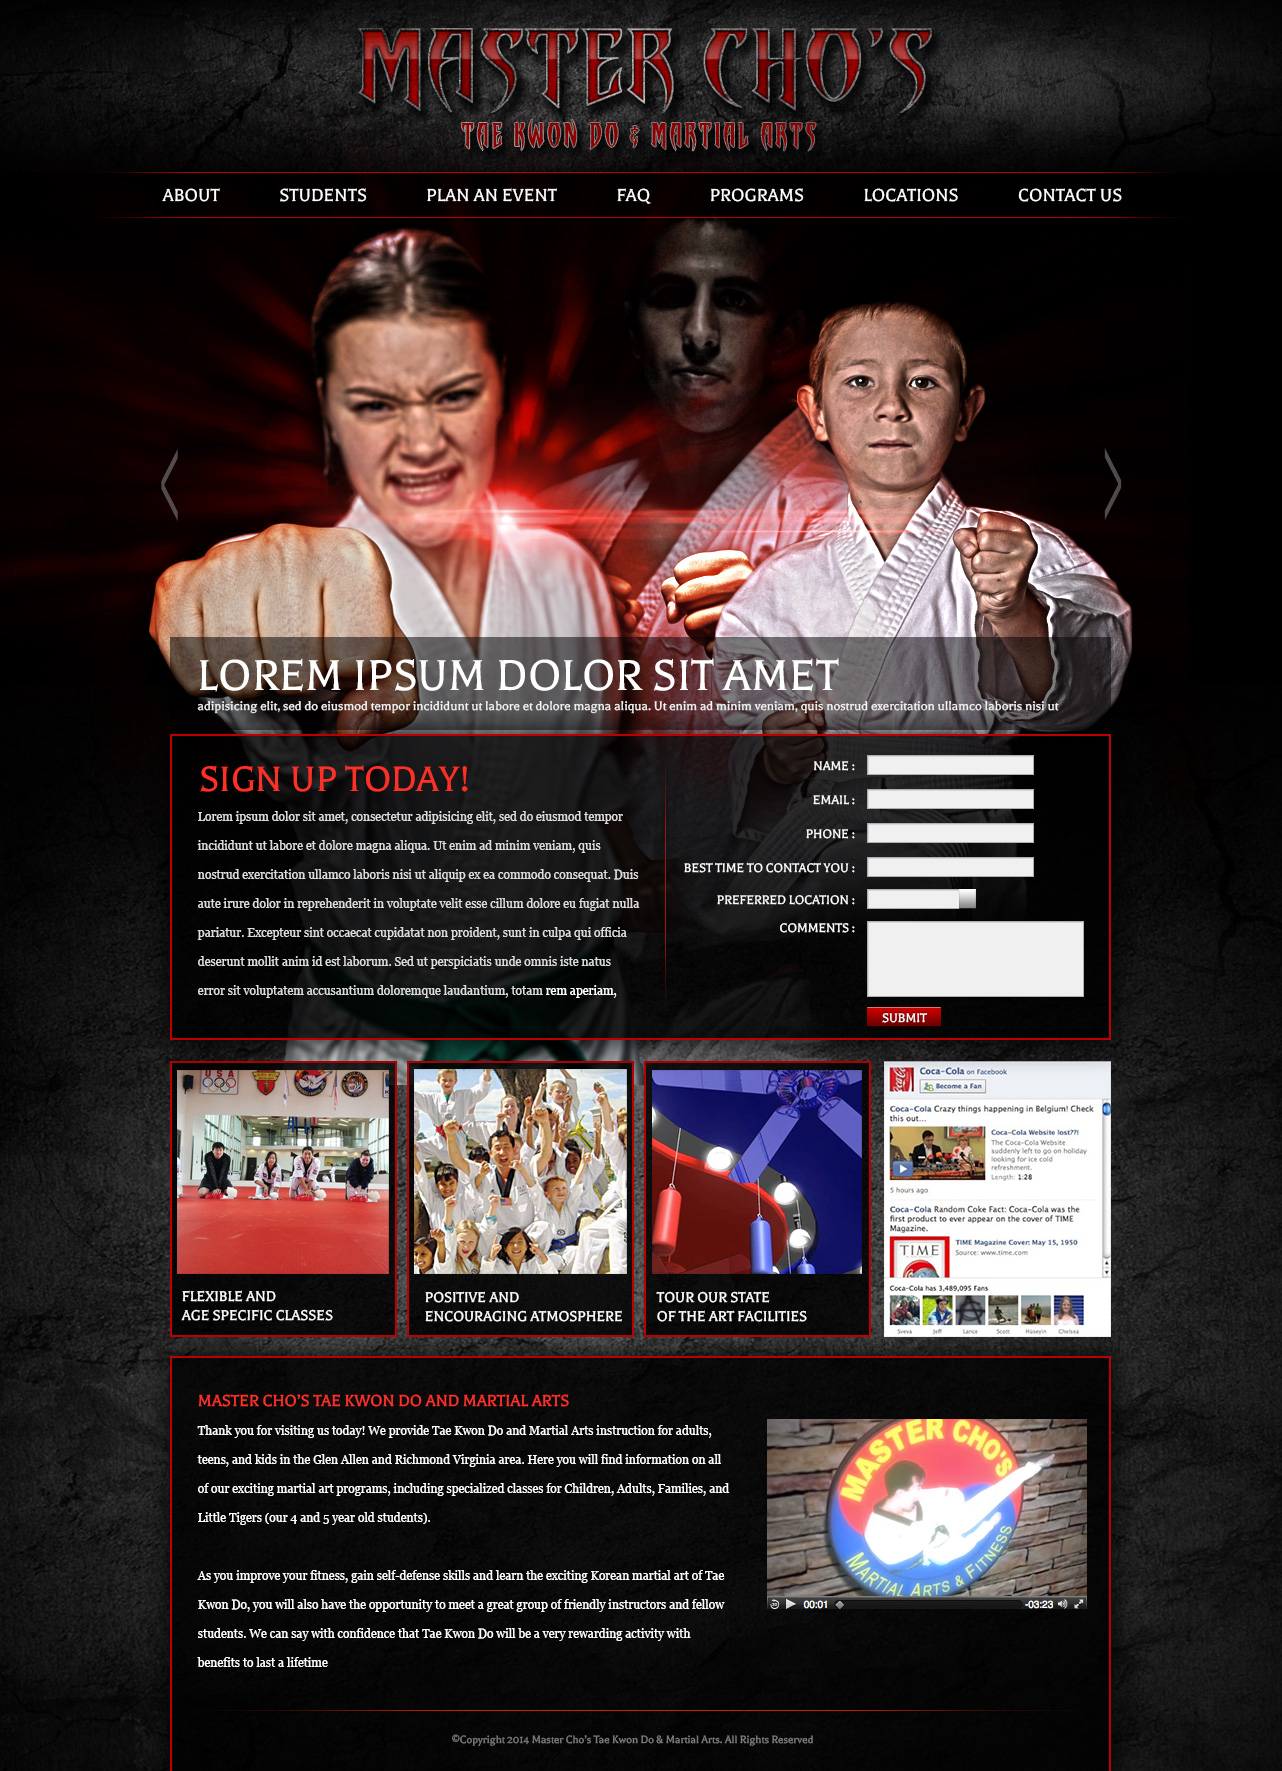 MASTER CHO'S
TAE KWON DO & MARTIAL ARTS
ABOUT STUDENTS PLAN AN EVENT FAQ PROGRAMS LOCATIONS CONTACT US
LOREM IPSUM DOLOR SIT AMET
adipisicing elit, sed do eiusmod tempor incididunt ut labore et dolore magna aliqua. Ut enim ad minim veniam, quis nostrud exercitation ullamco laboris nisi ut
SIGN UP TODAY!
Lorem ipsum dolor sit amet, consectetur adipisicing elit, sed do eiusmod tempor
incididunt ut labore et dolore magna aliqua. Ut enim ad minim veniam, quis
nostrud exercitation ullamco laboris nisi ut aliquip ex ea commodo consequat. Duis
aute irure dolor in reprehenderit in voluptate velit esse cillum dolore eu fugiat nulla
pariatur. Excepteur sint occaecat cupidatat non proident, sunt in culpa qui officia
deserunt mollit anim id est laborum. Sed ut perspiciatis unde omnis iste natus
error sit voluptatem accusantium doloremque laudantium, totam rem aperiam,
NAME :
EMAIL :
PHONE :
BEST TIME TO CONTACT YOU :
PREFERRED LOCATION :
COMMENTS :
SUBMIT
USA
FLEXIBLE AND
AGE SPECIFIC CLASSES
POSITIVE AND
ENCOURAGING ATMOSPHERE
TOUR OUR STATE
OF THE ART FACILITIES
Coca-Cola on Facebook
Become a Fan
Coca-Cola Crazy things happening in Belgium! Check
this out...
Coca-Cola Website lost??!
The Coca-Cola Website
suddenly left to go on holiday
looking for ice cold
refreshment.
Length: 1:28
5 hours ago
Coca-Cola Random Coke Fact: Coca-Cola was the
first product to ever appear on the cover of TIME
Magazine.
TIME
TIME Magazine Cover: May 15, 1950
Source: www.time.com
Coca-Cola has 3,489,095 Fans
Sveva Jeff Lance Scott Hüseyin Chelsea
MASTER CHO'S TAE KWON DO AND MARTIAL ARTS
Thank you for visiting us today! We provide Tae Kwon Do and Martial Arts instruction for adults,
teens, and kids in the Glen Allen and Richmond Virginia area. Here you will find information on all
of our exciting martial art programs, including specialized classes for Children, Adults, Families, and
Little Tigers (our 4 and 5 year old students).
As you improve your fitness, gain self-defense skills and learn the exciting Korean martial art of Tae
Kwon Do, you will also have the opportunity to meet a great group of friendly instructors and fellow
students. We can say with confidence that Tae Kwon Do will be a very rewarding activity with
benefits to last a lifetime
MASTER CHO'S
MARTIAL ARTS & FITNESS
00:01 -03:23
©Copyright 2014 Master Cho's Tae Kwon Do & Martial Arts. All Rights Reserved